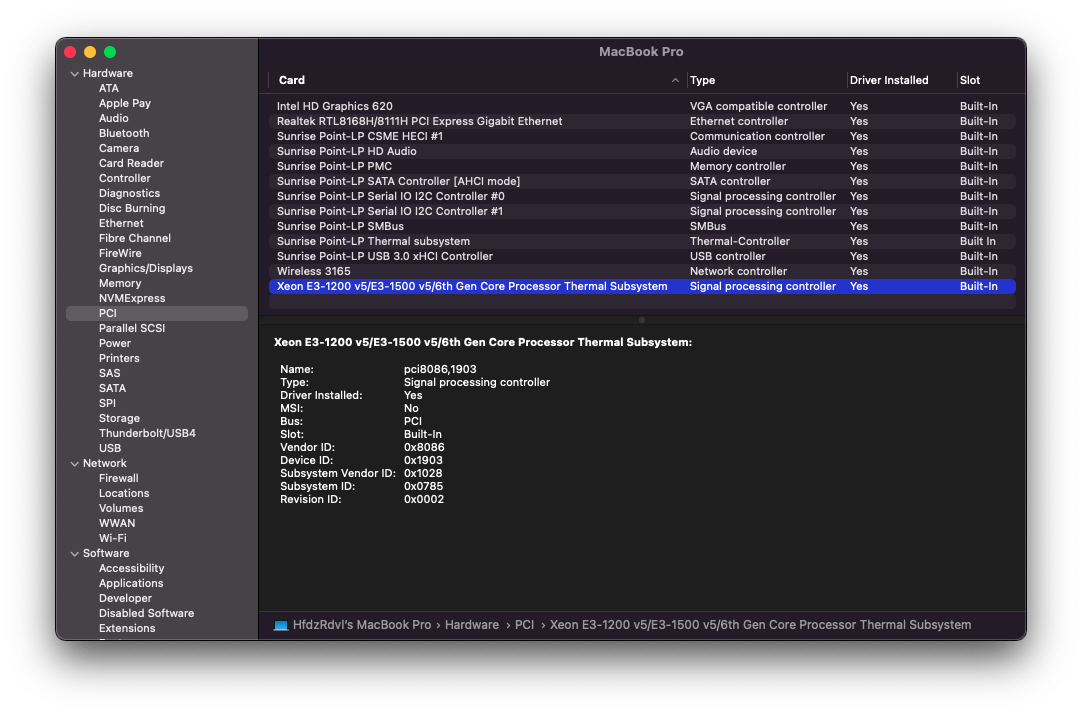 MacBook Pro
Hardware
ATA
Apple Pay
Audio
Bluetooth
Camera
Card Reader
Controller
Diagnostics
Disc Burning
Ethernet
Fibre Channel
FireWire
Graphics/Displays
Memory
NVMExpress
PCI
Parallel SCSI
Power
Printers
SAS
SATA
SPI
Storage
Thunderbolt/USB4
USB
Network
Firewall
Locations
Volumes
WWAN
Wi-Fi
Software
Accessibility
Applications
Developer
Disabled Software
Extensions
Card Type Driver Installed Slot
Intel HD Graphics 620 VGA compatible controller Yes Built-In
Realtek RTL8168H/8111H PCI Express Gigabit Ethernet Ethernet controller Yes Built-In
Sunrise Point-LP CSME HECI #1 Communication controller Yes Built-In
Sunrise Point-LP HD Audio Audio device Yes Built-In
Sunrise Point-LP PMC Memory controller Yes Built-In
Sunrise Point-LP SATA Controller [AHCI mode] SATA controller Yes Built-In
Sunrise Point-LP Serial IO I2C Controller #0 Signal processing controller Yes Built-In
Sunrise Point-LP Serial IO I2C Controller #1 Signal processing controller Yes Built-In
Sunrise Point-LP SMBus SMBus Yes Built-In
Sunrise Point-LP Thermal subsystem Thermal-Controller Yes Built In
Sunrise Point-LP USB 3.0 xHCI Controller USB controller Yes Built-In
Wireless 3165 Network controller Yes Built-In
Xeon E3-1200 v5/E3-1500 v5/6th Gen Core Processor Thermal Subsystem Signal processing controller Yes Built-In
Xeon E3-1200 v5/E3-1500 v5/6th Gen Core Processor Thermal Subsystem:
Name: pci8086,1903
Type: Signal processing controller
Driver Installed: Yes
MSI: No
Bus: PCI
Slot: Built-In
Vendor ID: 0x8086
Device ID: 0x1903
Subsystem Vendor ID: 0x1028
Subsystem ID: 0x0785
Revision ID: 0x0002
HfdzRdvl's MacBook Pro › Hardware › PCI › Xeon E3-1200 v5/E3-1500 v5/6th Gen Core Processor Thermal Subsystem